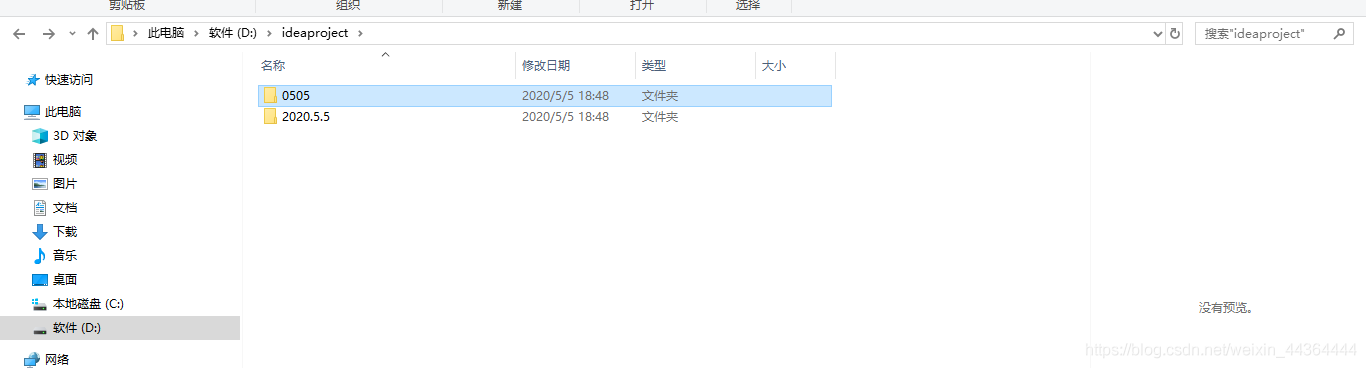 剪贴板 组织 新建 打开 选择
此电脑 软件 (D:) ideaproject 搜索"ideaproject"
名称 修改日期 类型 大小
快速访问
0505 2020/5/5 18:48 文件夹
2020.5.5 2020/5/5 18:48 文件夹
此电脑
3D 对象
视频
图片
文档
下载
音乐
桌面
本地磁盘 (C:)
没有预览。
软件 (D:)
https://blog.csdn.net/weixin_44364444
网络